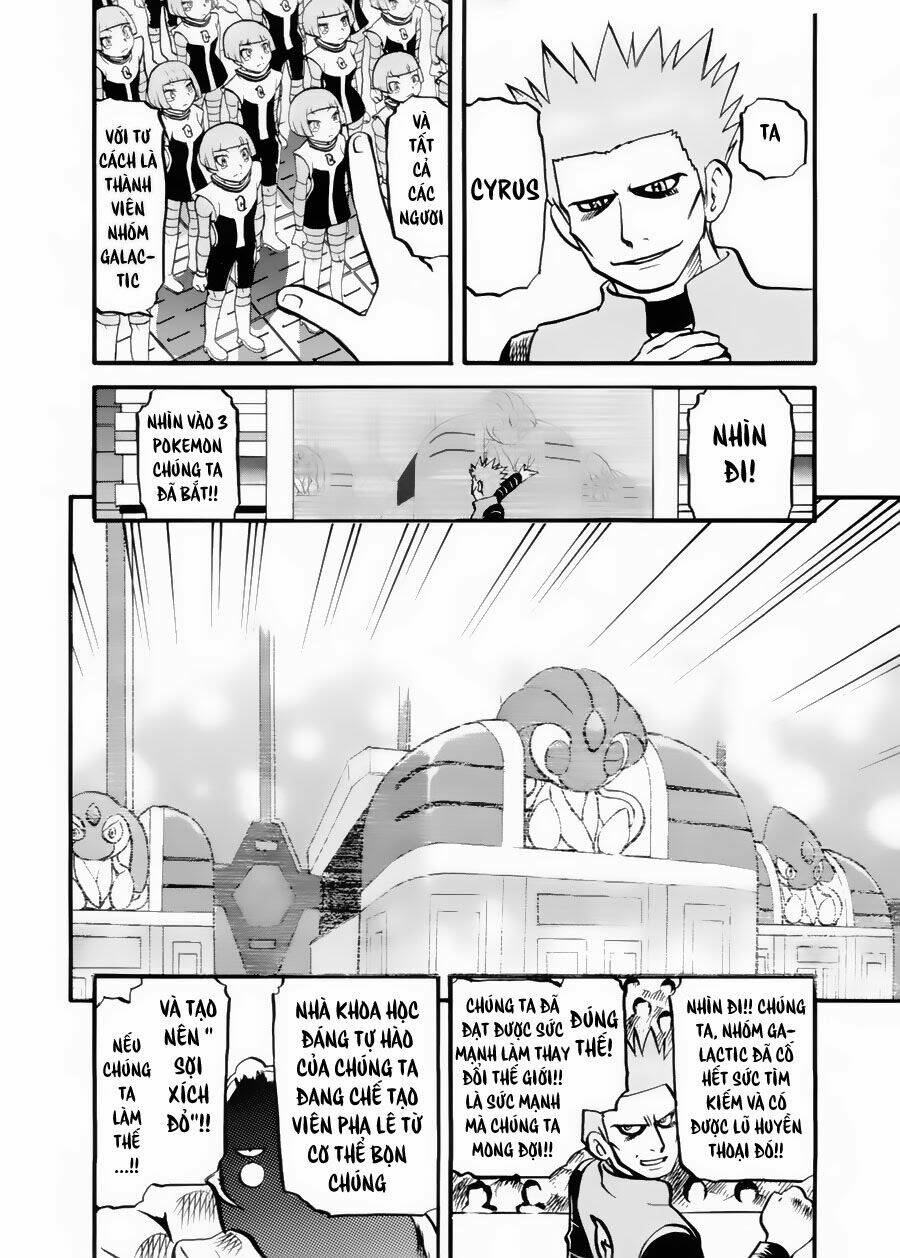 TA
CYRUS
VÀ TẤT
CẢ CÁC
NGƯỜI
VỚI TƯ
CÁCH LÀ
THÀNH
VIÊN
NHÓM
GALAC-
TIC
NHÌN
ĐI!
NHÌN VÀO 3
POKEMON
CHÚNG TA
ĐÃ BẮT!!
NHÌN ĐI!! CHÚNG
TA, NHÓM GA-
LACTIC ĐÃ CỐ
HẾT SỨC TÌM
KIẾM VÀ CÓ
ĐƯỢC LŨ HUYỀN
THOẠI ĐÓ!!
ĐÚNG
THẾ!
CHÚNG TA ĐÃ
ĐẠT ĐƯỢC SỨC
MẠNH LÀM THAY
ĐỔI THẾ GIỚI!!
LÀ SỨC MẠNH
MÀ CHÚNG TA
MONG ĐỢI!!
NHÀ KHOA HỌC
ĐÁNG TỰ HÀO
CỦA CHÚNG TA
ĐANG CHẾ TẠO
VIÊN PHA LÊ TỪ
CƠ THỂ BỌN
CHÚNG
VÀ TẠO
NÊN "
SỢI
XÍCH
ĐỎ"!!
NẾU
CHÚNG
TA LÀM
THẾ
...!!